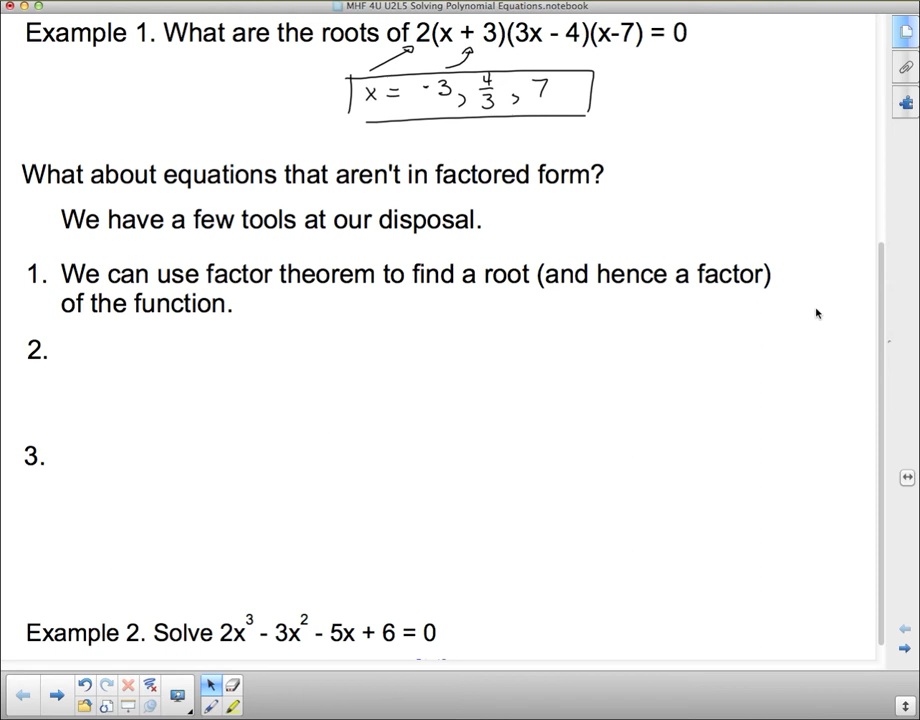 MHF 4U U2L5 Solving Polynomial Equations.notebook
Example 1. What are the roots of 2(x + 3)(3x - 4)(x-7) = 0
x = -3, 4/3, 7
What about equations that aren't in factored form?
We have a few tools at our disposal.
1. We can use factor theorem to find a root (and hence a factor)
of the function.
2.
3.
Example 2. Solve 2x³ - 3x² - 5x + 6 = 0